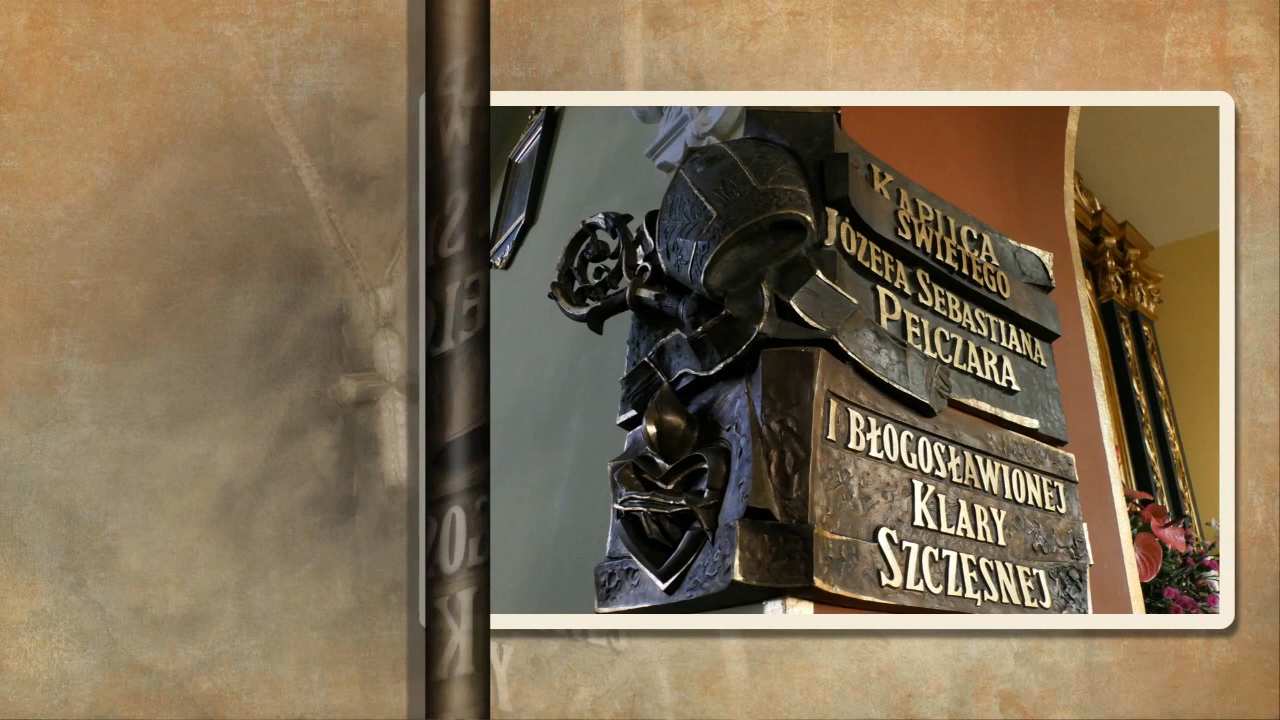 KAPLICA
ŚWIĘTEGO
JÓZEFA SEBASTIANA
PELCZARA
I BŁOGOSŁAWIONEJ
KLARY
SZCZĘSNEJ